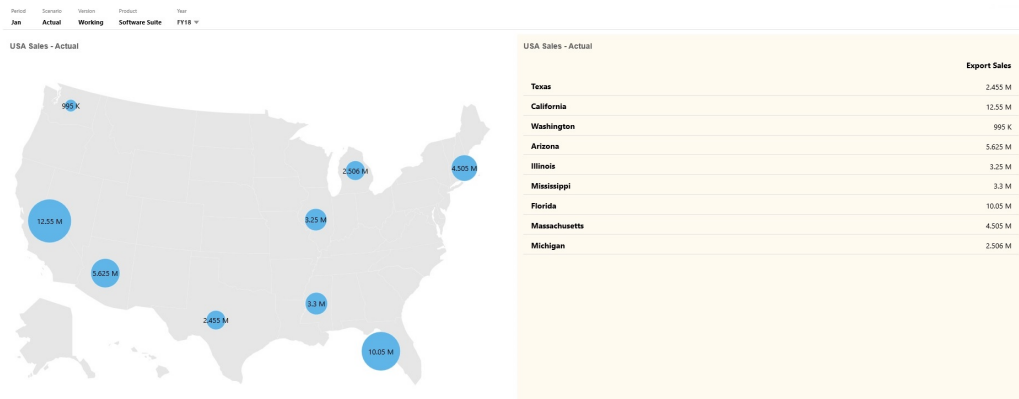 Period Scenario Version Product Year
Jan Actual Working Software Suite FY18
USA Sales - Actual
995 K
2.506 M
4.505 M
12.55 M
3.25 M
5.625 M
3.3 M
2.455 M
10.05 M
USA Sales - Actual
Export Sales
Texas 2.455 M
California 12.55 M
Washington 995 K
Arizona 5.625 M
Illinois 3.25 M
Mississippi 3.3 M
Florida 10.05 M
Massachusetts 4.505 M
Michigan 2.506 M